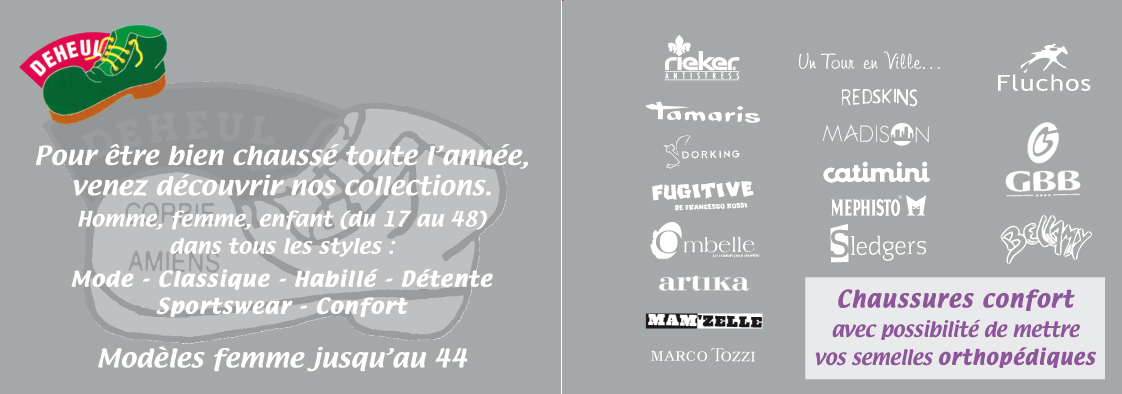 DEHEUL
DEHEUL
Pour être bien chaussé toute l'année,
venez découvrir nos collections.
CORBIE
Homme, femme, enfant (du 17 au 48)
dans tous les styles :
AMIENS
Mode - Classique - Habillé - Détente
Sportswear - Confort
Modèles femme jusqu'au 44
rieker
ANTISTRESS
Tamaris
DORKING
FUGITIVE
DE FRANCESCO ROSSI
Ombelle
artika
MAM'ZELLE
MARCO TOZZI
Un Tour en Ville...
REDSKINS
MADISON
catimini
MEPHISTO M
Sledgers
Fluchos
GBB
BELLAMY
Chaussures confort
avec possibilité de mettre
vos semelles orthopédiques